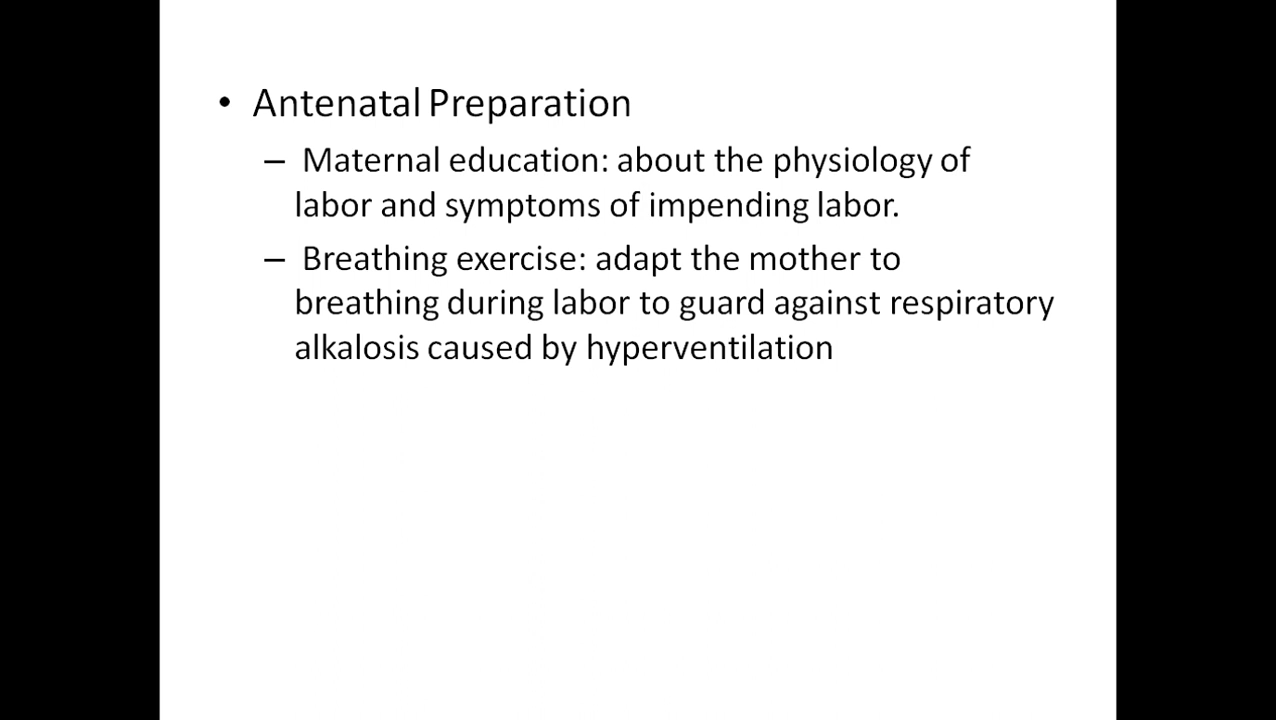 • Antenatal Preparation
– Maternal education: about the physiology of
labor and symptoms of impending labor.
– Breathing exercise: adapt the mother to
breathing during labor to guard against respiratory
alkalosis caused by hyperventilation